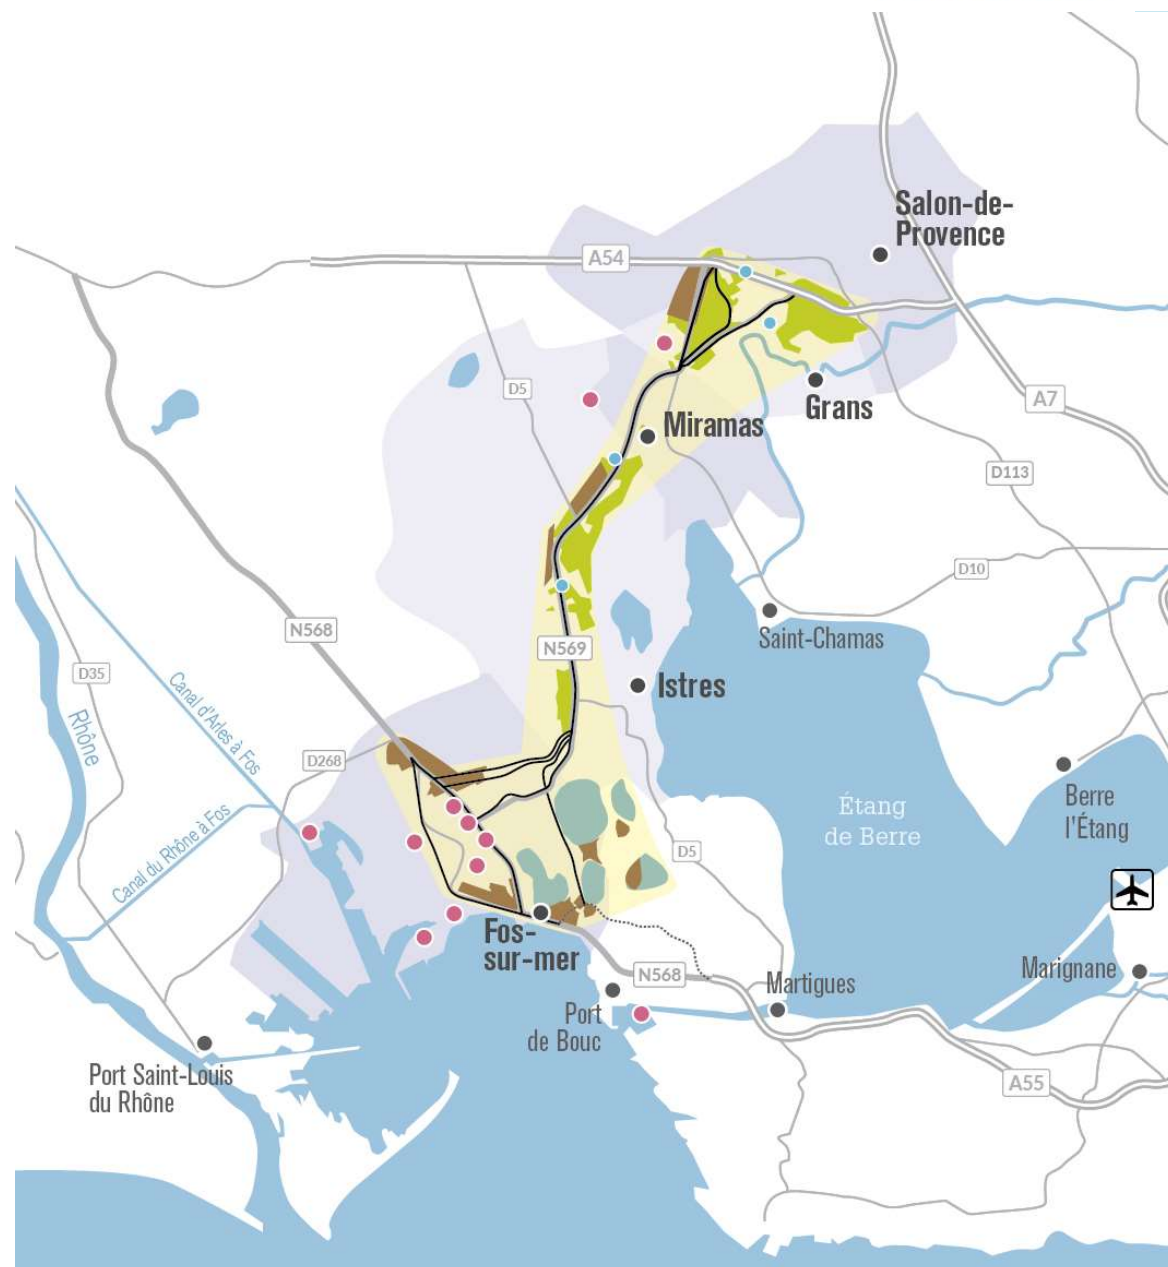 Salon-de-
Provence
A54
D5
A7
Grans
Miramas
D113
D10
N568
Saint-Chamas
N569
D35
Istres
Canal d'Arles à Fos
Rhône
D268
Étang
de Berre
Berre
l'Étang
Canal du Rhône à Fos
D5
Fos-
sur-mer
N568
Marignane
Martigues
Port
de Bouc
Port Saint-Louis
du Rhône
A55